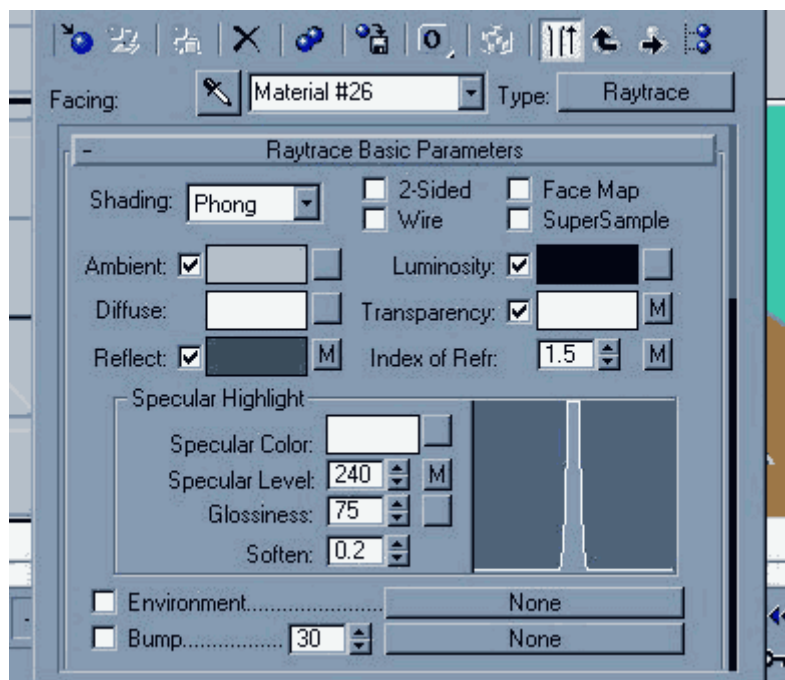 Facing: Material #26 Type: Raytrace
- Raytrace Basic Parameters
Shading: Phong 2-Sided Face Map
Wire SuperSample
Ambient: Luminosity:
Diffuse: Transparency: M
Reflect: M Index of Refr: 1.5 M
Specular Highlight
Specular Color:
Specular Level: 240 M
Glossiness: 75
Soften: 0.2
Environment....................... None
Bump................. 30 None